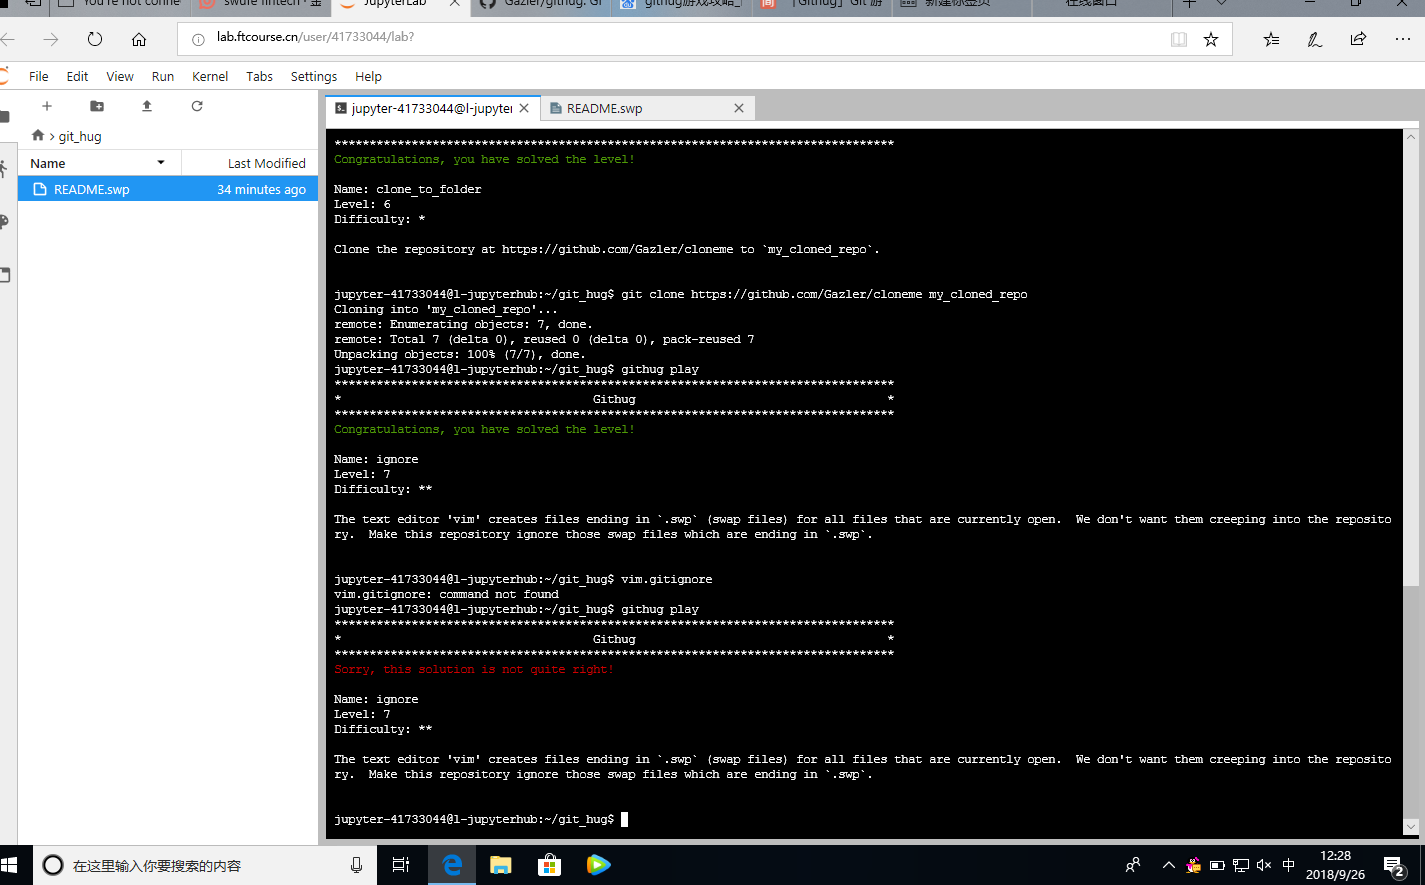 You're not conne
swufe fintech · 金
JupyterLab
Gazler/githug: Gi
githug游戏攻略_
「Githug」Git 游
新建标签页
在线窗口
lab.ftcourse.cn/user/41733044/lab?
File Edit View Run Kernel Tabs Settings Help
jupyter-41733044@l-jupyter
README.swp
git_hug
Name Last Modified
README.swp 34 minutes ago
********************************************************************************
Congratulations, you have solved the level!
Name: clone_to_folder
Level: 6
Difficulty: *
Clone the repository at https://github.com/Gazler/cloneme to `my_cloned_repo`.
jupyter-41733044@l-jupyterhub:~/git_hug$ git clone https://github.com/Gazler/cloneme my_cloned_repo
Cloning into 'my_cloned_repo'...
remote: Enumerating objects: 7, done.
remote: Total 7 (delta 0), reused 0 (delta 0), pack-reused 7
Unpacking objects: 100% (7/7), done.
jupyter-41733044@l-jupyterhub:~/git_hug$ githug play
********************************************************************************
* Githug *
********************************************************************************
Congratulations, you have solved the level!
Name: ignore
Level: 7
Difficulty: **
The text editor 'vim' creates files ending in `.swp` (swap files) for all files that are currently open.  We don't want them creeping into the reposito
ry.  Make this repository ignore those swap files which are ending in `.swp`.
jupyter-41733044@l-jupyterhub:~/git_hug$ vim.gitignore
vim.gitignore: command not found
jupyter-41733044@l-jupyterhub:~/git_hug$ githug play
********************************************************************************
* Githug *
********************************************************************************
Sorry, this solution is not quite right!
Name: ignore
Level: 7
Difficulty: **
The text editor 'vim' creates files ending in `.swp` (swap files) for all files that are currently open.  We don't want them creeping into the reposito
ry.  Make this repository ignore those swap files which are ending in `.swp`.
jupyter-41733044@l-jupyterhub:~/git_hug$
在这里输入你要搜索的内容
中
12:28
2018/9/26
2